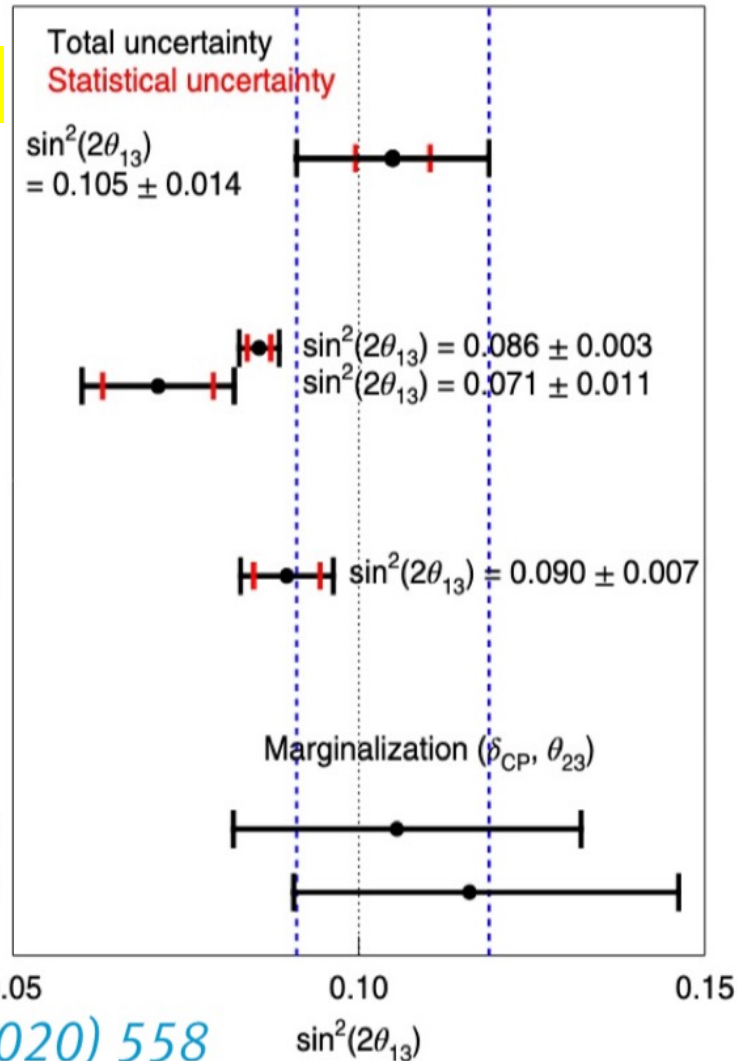 Total uncertainty
Statistical uncertainty
sin²(2θ₁₃)
= 0.105 ± 0.014
sin²(2θ₁₃) = 0.086 ± 0.003
sin²(2θ₁₃) = 0.071 ± 0.011
sin²(2θ₁₃) = 0.090 ± 0.007
Marginalization (δ_CP, θ₂₃)
.05 0.10 0.15
020) 558 sin²(2θ₁₃)